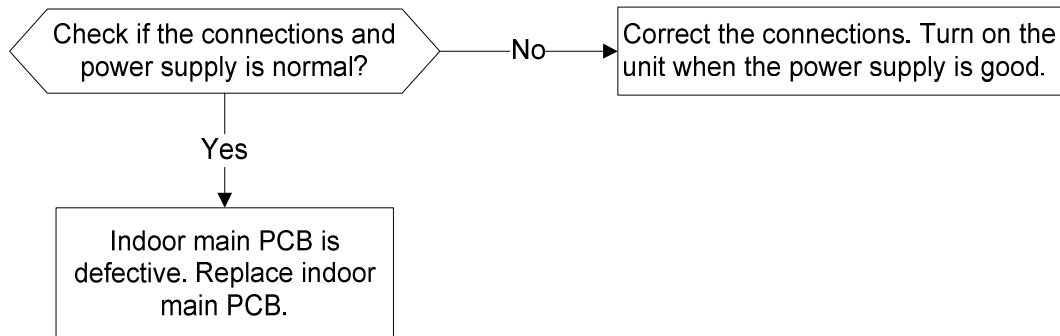 Check if the connections and
power supply is normal?
No
Correct the connections. Turn on the
unit when the power supply is good.
Yes
Indoor main PCB is
defective. Replace indoor
main PCB.